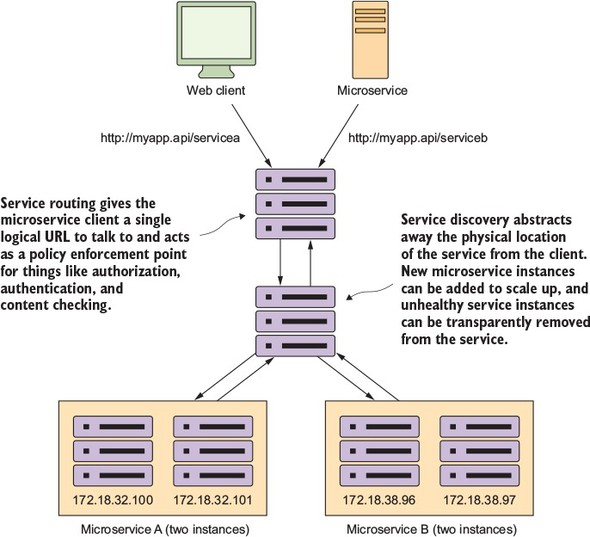 Web client
Microservice
http://myapp.api/servicea
http://myapp.api/serviceb
Service routing gives the
microservice client a single
logical URL to talk to and acts
as a policy enforcement point
for things like authorization,
authentication, and
content checking.
Service discovery abstracts
away the physical location
of the service from the client.
New microservice instances
can be added to scale up, and
unhealthy service instances
can be transparently removed
from the service.
172.18.32.100
172.18.32.101
172.18.38.96
172.18.38.97
Microservice A (two instances)
Microservice B (two instances)